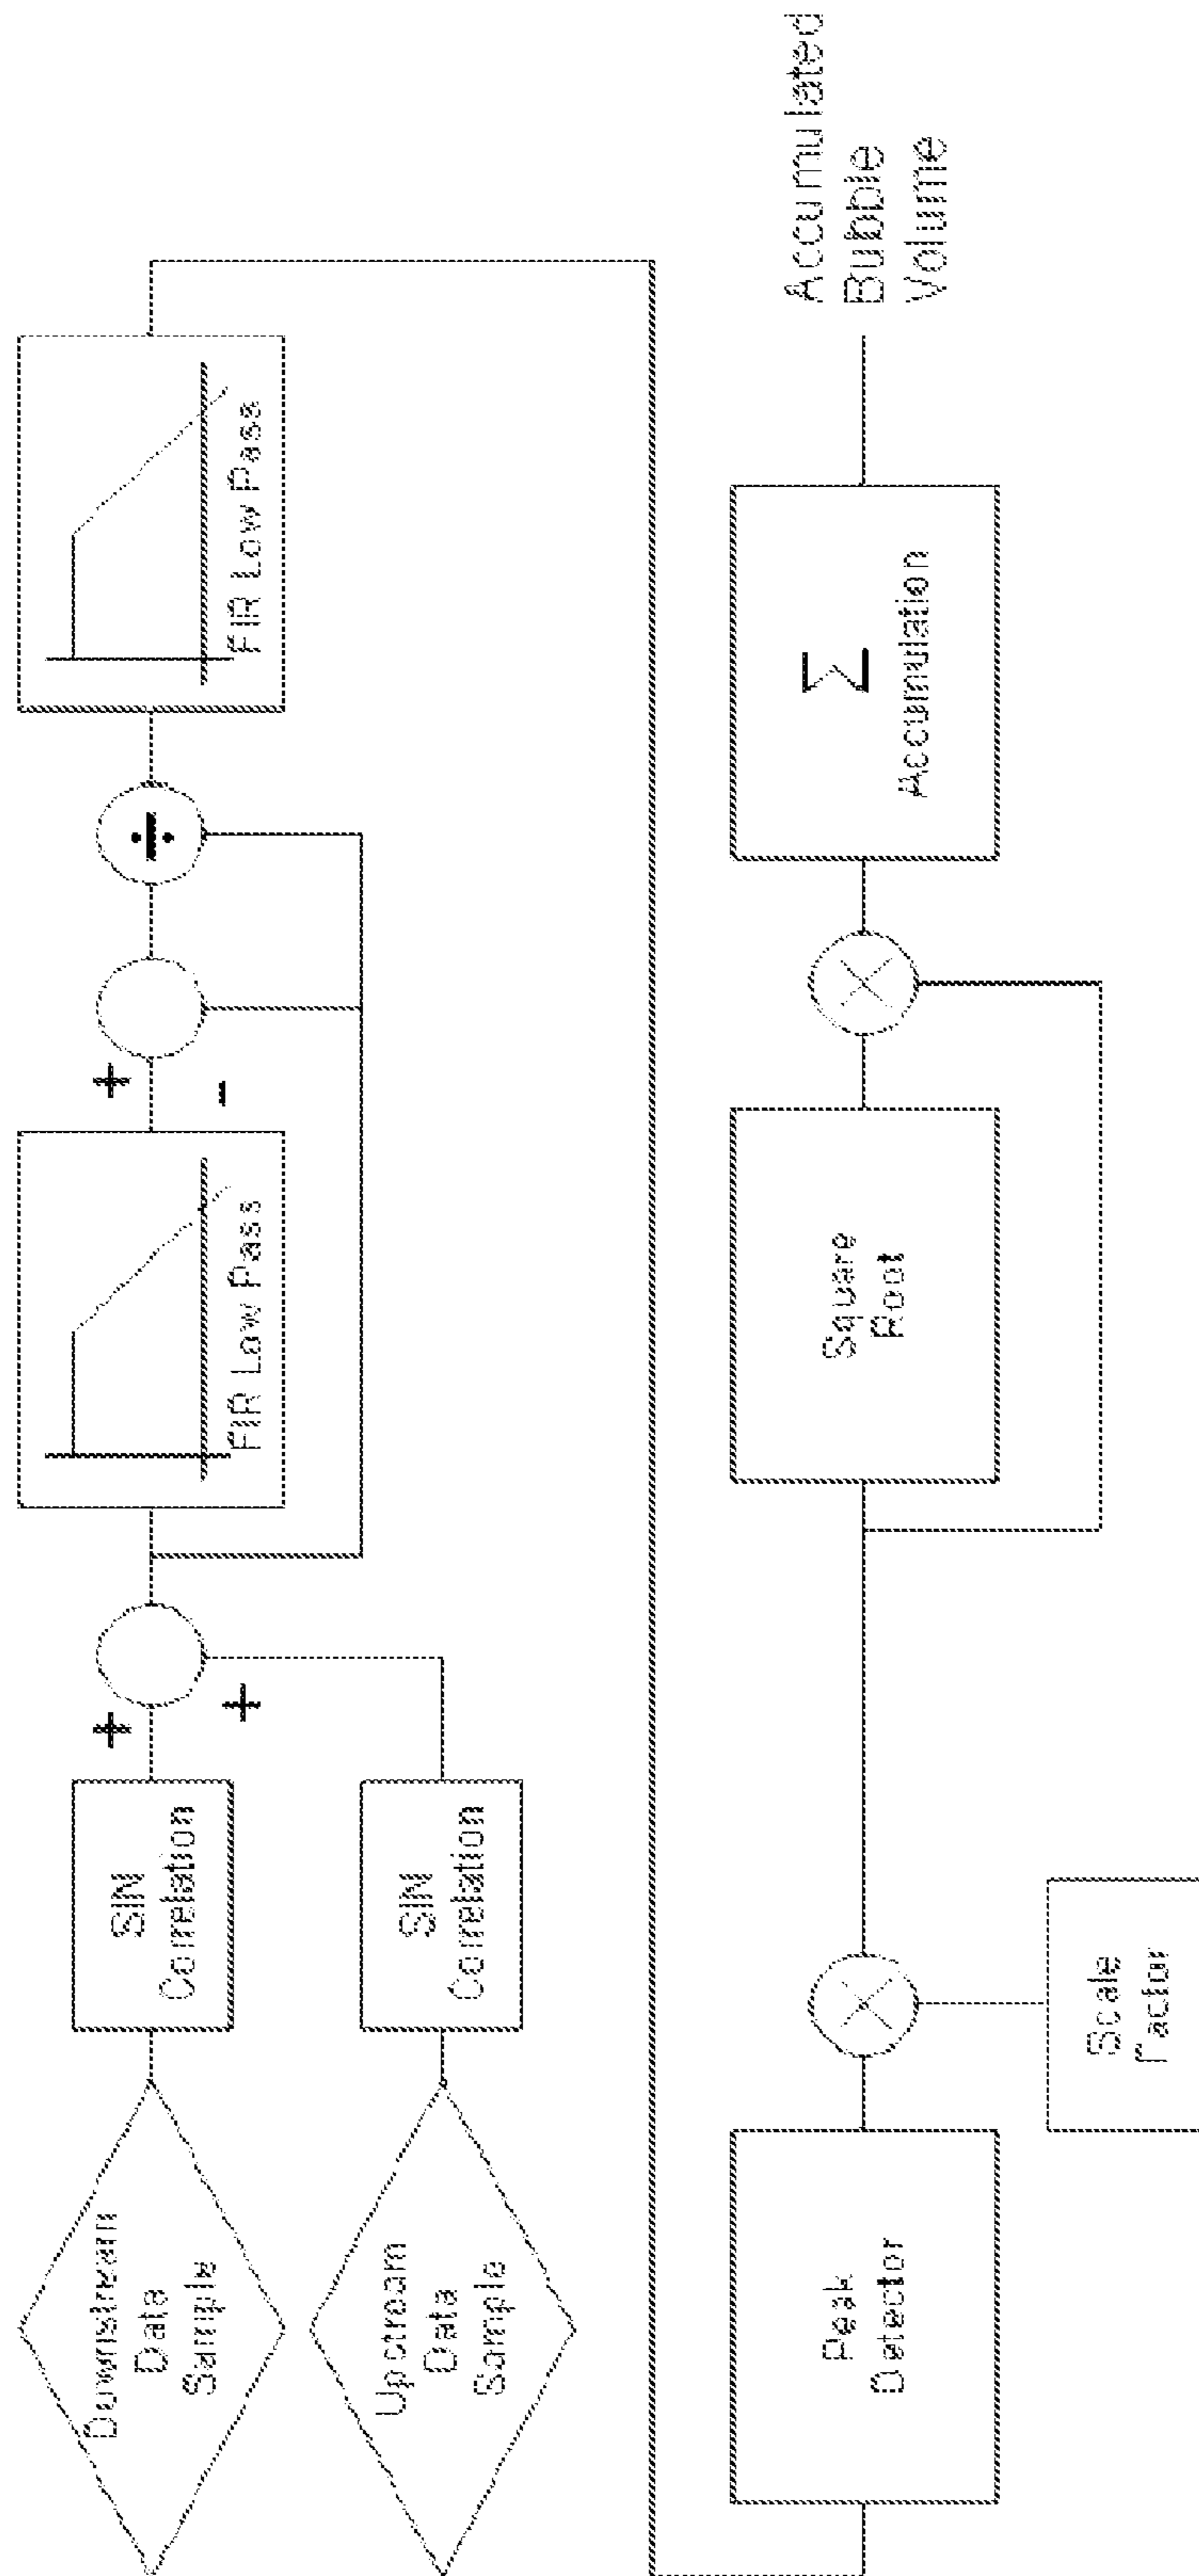 Downstream
Data
Sample
SIN
Correlation
+
+
FIR Low Pass
+
-
÷
FIR Low Pass
Upstream
Data
Sample
SIN
Correlation
Peak
Detector
Scale
Factor
Square
Root
Σ
Accumulation
Accumulated
Bubble
Volume